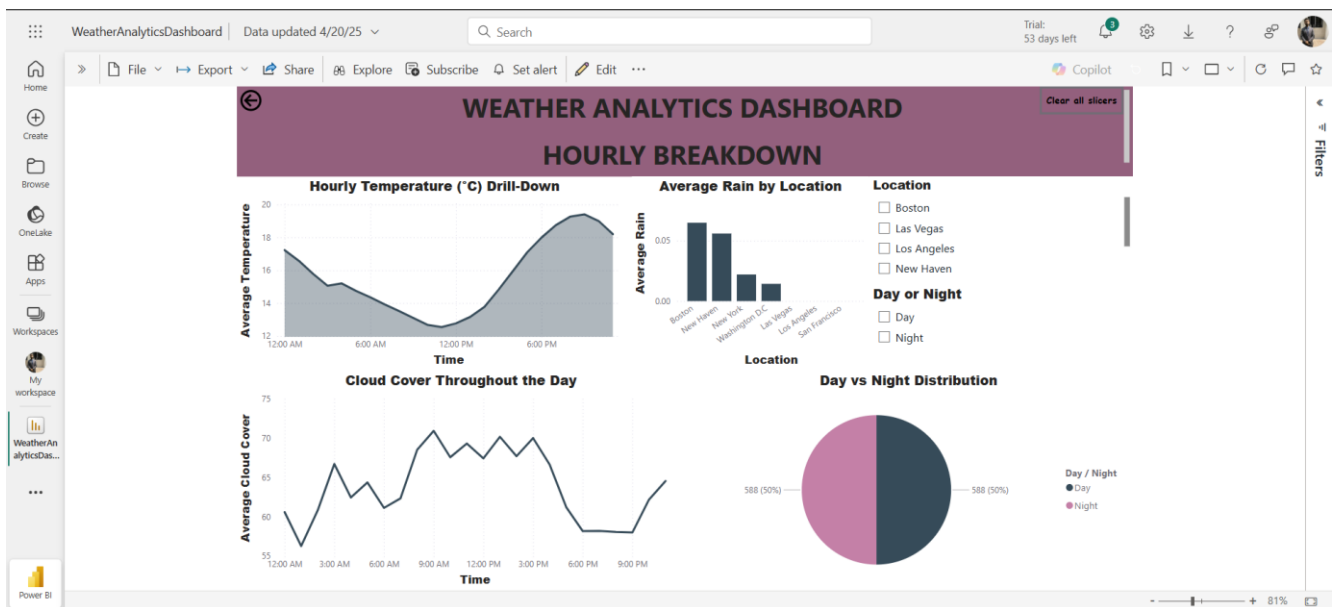 WeatherAnalyticsDashboard
Data updated 4/20/25
Search
Trial:
53 days left
3
Home
Create
Browse
OneLake
Apps
Workspaces
My
workspace
WeatherAn
alyticsDas...
Power BI
File
Export
Share
Explore
Subscribe
Set alert
Edit
Copilot
WEATHER ANALYTICS DASHBOARD
HOURLY BREAKDOWN
Clear all slicers
Filters
Hourly Temperature (°C) Drill-Down
Average Temperature
20
18
16
14
12
12:00 AM
6:00 AM
12:00 PM
6:00 PM
Time
Average Rain by Location
Average Rain
0.05
0.00
Boston
New Haven
New York
Washington D.C
Las Vegas
Los Angeles
San Francisco
Location
Location
Boston
Las Vegas
Los Angeles
New Haven
Day or Night
Day
Night
Cloud Cover Throughout the Day
Average Cloud Cover
75
70
65
60
55
12:00 AM
3:00 AM
6:00 AM
9:00 AM
12:00 PM
3:00 PM
6:00 PM
9:00 PM
Time
Day vs Night Distribution
588 (50%)
588 (50%)
Day / Night
Day
Night
- + 81%